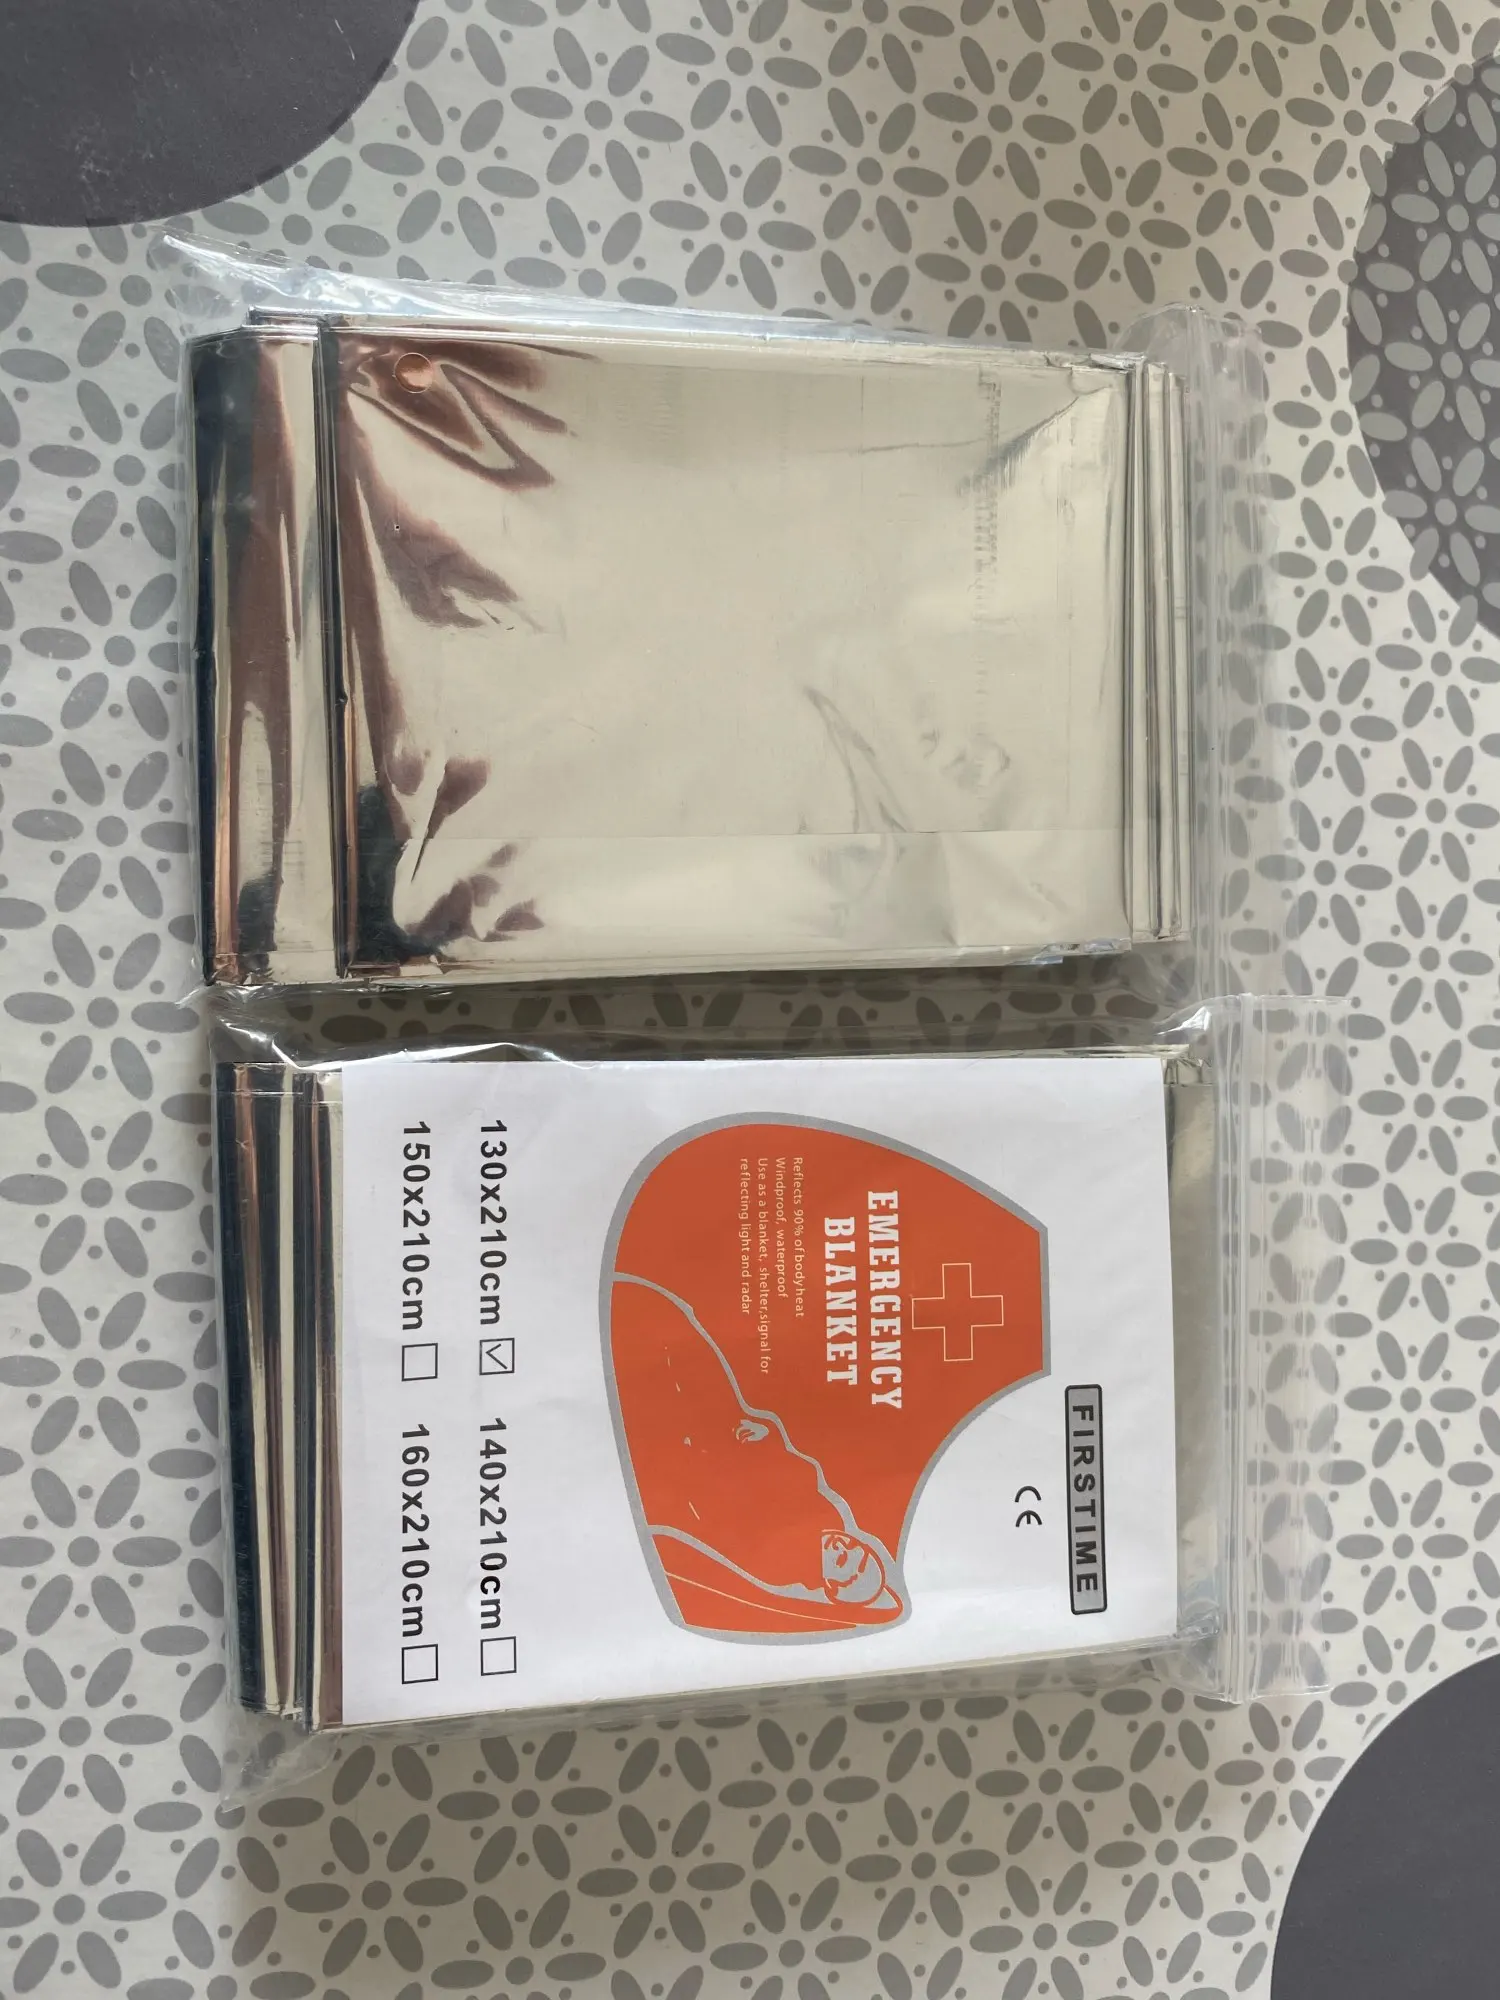 FIRSTIME
CE
EMERGENCY
BLANKET
Reflects 90% of body heat
Windproof, waterproof
Use as a blanket, shelter,signal for
reflecting light and radar
130x210cm ☑ 140x210cm ☐
150x210cm ☐ 160x210cm ☐